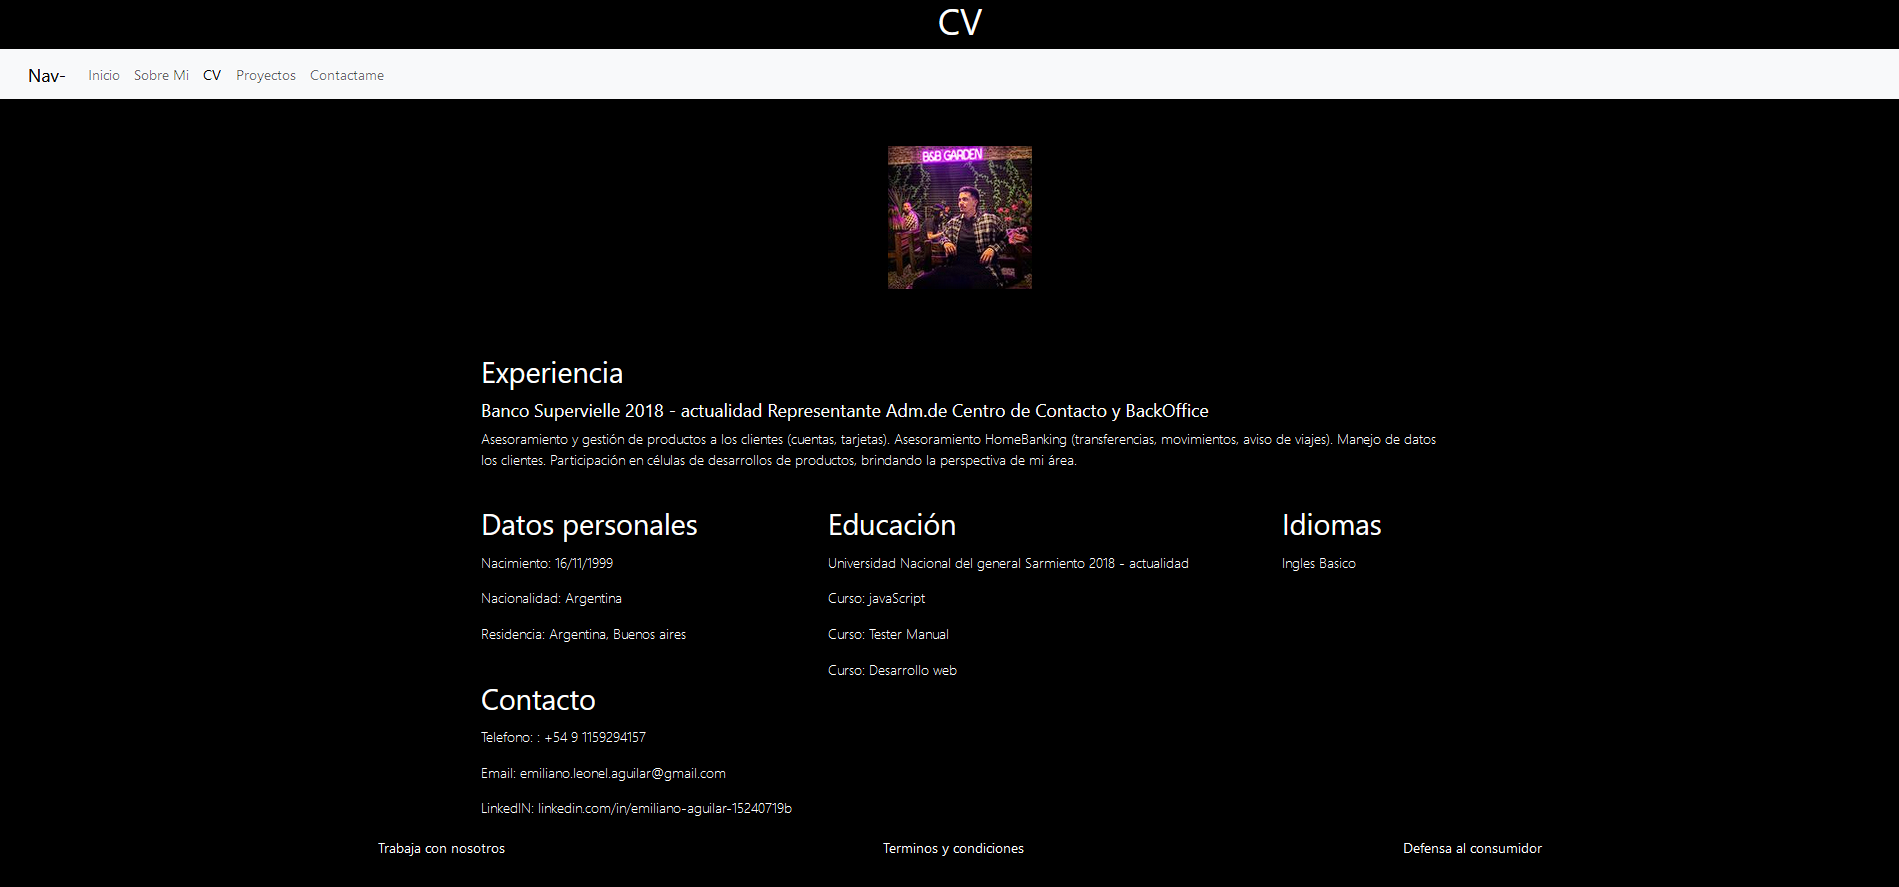 CV
Nav-
Inicio
Sobre Mi
CV
Proyectos
Contactame
B&B GARDEN
Experiencia
Banco Supervielle 2018 - actualidad Representante Adm.de Centro de Contacto y BackOffice
Asesoramiento y gestión de productos a los clientes (cuentas, tarjetas). Asesoramiento HomeBanking (transferencias, movimientos, aviso de viajes). Manejo de datos
los clientes. Participación en células de desarrollos de productos, brindando la perspectiva de mi área.
Datos personales
Nacimiento: 16/11/1999
Nacionalidad: Argentina
Residencia: Argentina, Buenos aires
Educación
Universidad Nacional del general Sarmiento 2018 - actualidad
Curso: javaScript
Curso: Tester Manual
Curso: Desarrollo web
Idiomas
Ingles Basico
Contacto
Telefono: : +54 9 1159294157
Email: emiliano.leonel.aguilar@gmail.com
LinkedIN: linkedin.com/in/emiliano-aguilar-15240719b
Trabaja con nosotros
Terminos y condiciones
Defensa al consumidor